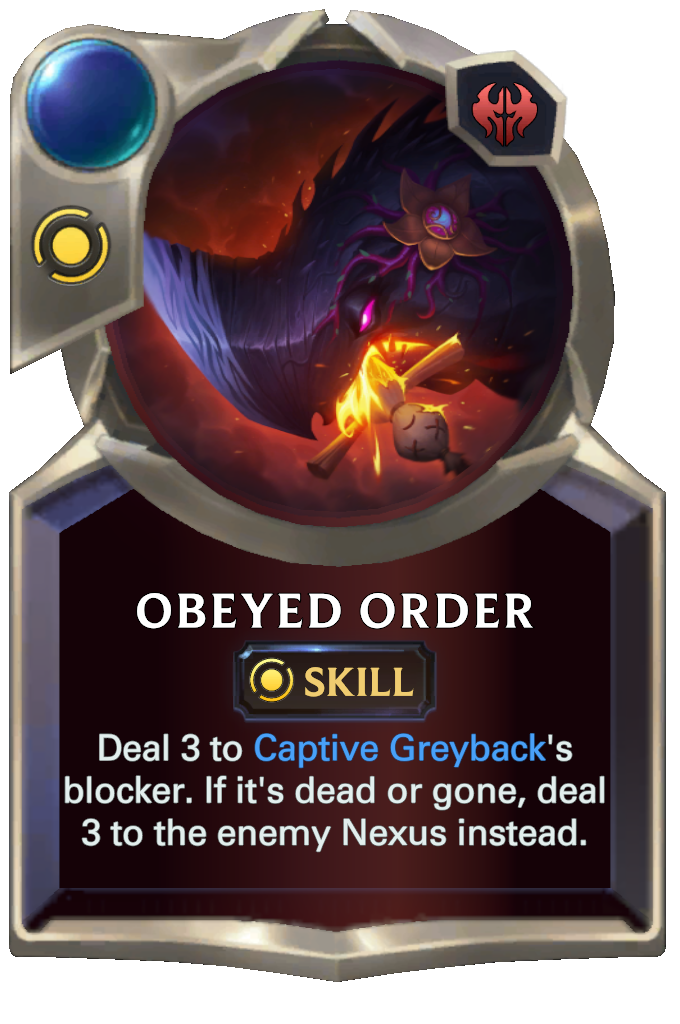 OBEYED ORDER
SKILL
Deal 3 to Captive Greyback's
blocker. If it's dead or gone, deal
3 to the enemy Nexus instead.